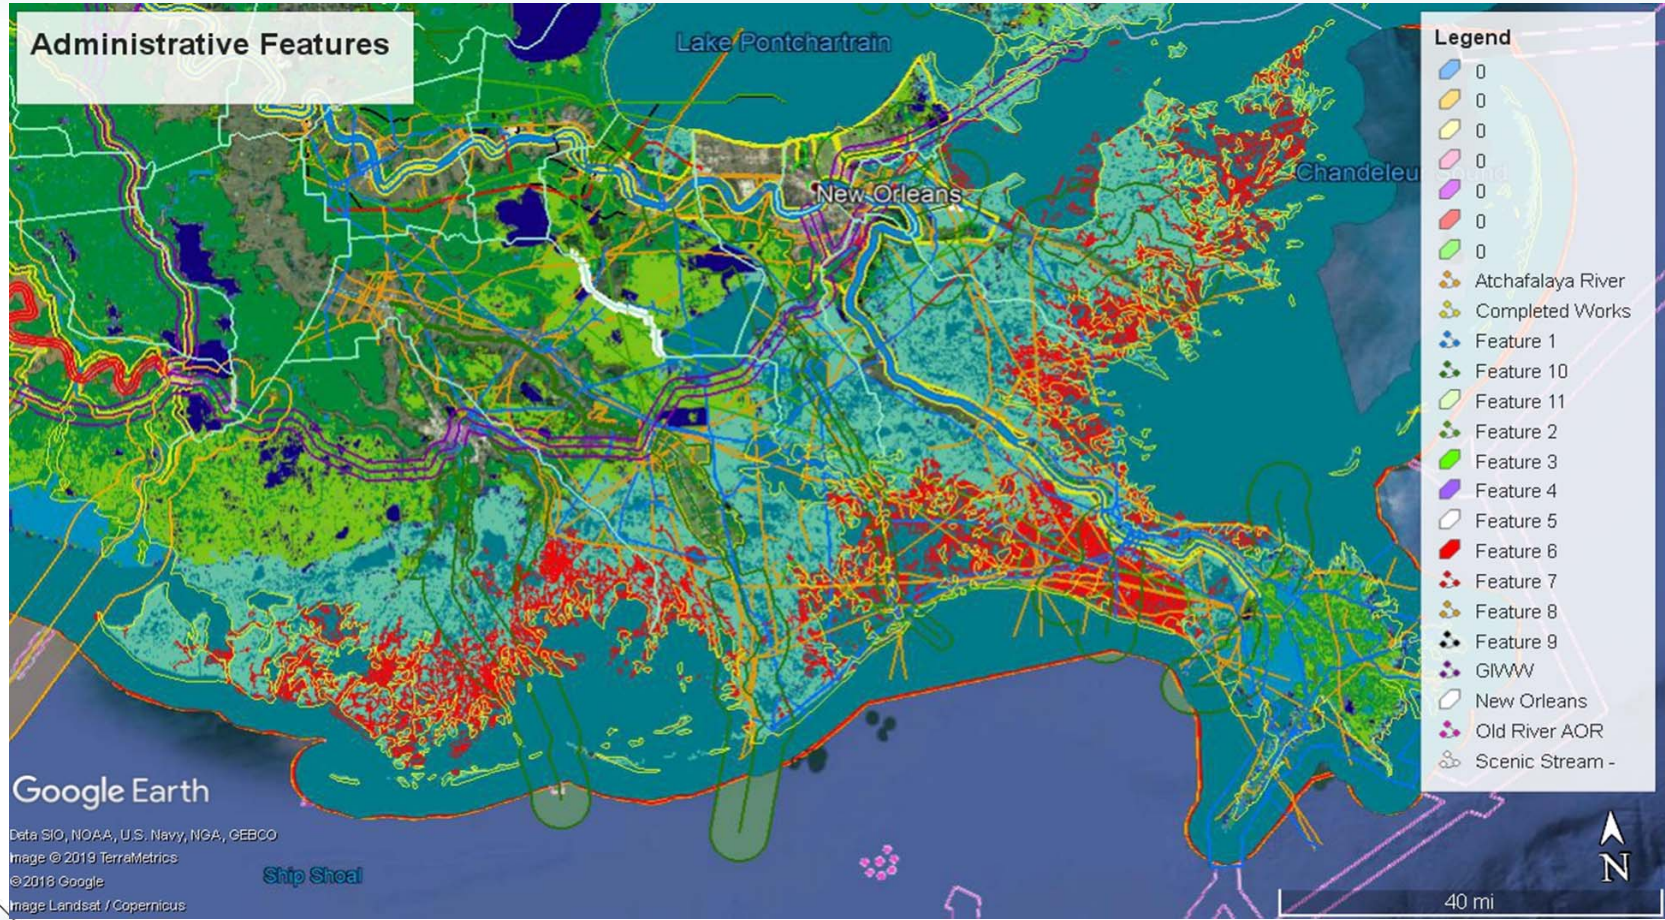 Administrative Features
Lake Pontchartrain
New Orleans
Chandeleur Sound
Legend
0
0
0
0
0
0
0
Atchafalaya River
Completed Works
Feature 1
Feature 10
Feature 11
Feature 2
Feature 3
Feature 4
Feature 5
Feature 6
Feature 7
Feature 8
Feature 9
GIWW
New Orleans
Old River AOR
Scenic Stream -
Google Earth
Data SIO, NOAA, U.S. Navy, NGA, GEBCO
Image © 2019 TerraMetrics
© 2018 Google
Image Landsat / Copernicus
Ship Shoal
N
40 mi